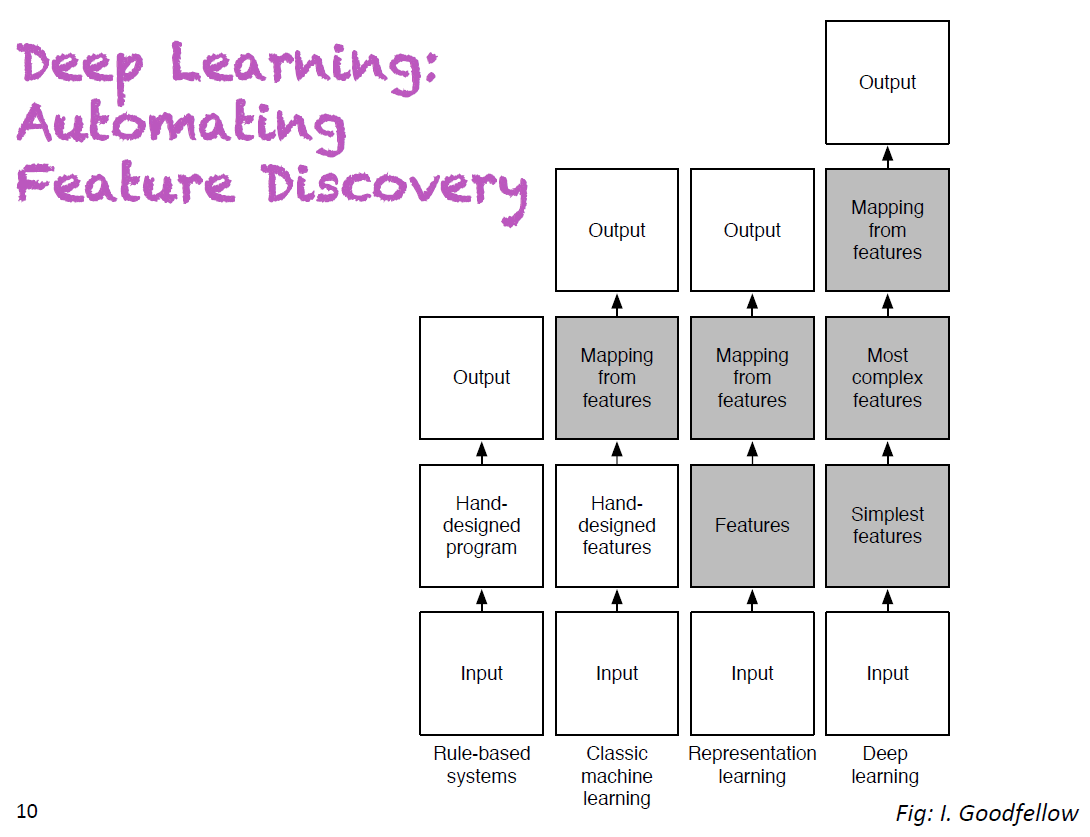 Deep Learning:
Automating
Feature Discovery
Output
Mapping
from
features
Most
complex
features
Simplest
features
Input
Deep
learning
Output
Mapping
from
features
Features
Input
Representation
learning
Output
Mapping
from
features
Hand-
designed
features
Input
Classic
machine
learning
Output
Hand-
designed
program
Input
Rule-based
systems
10
Fig: I. Goodfellow